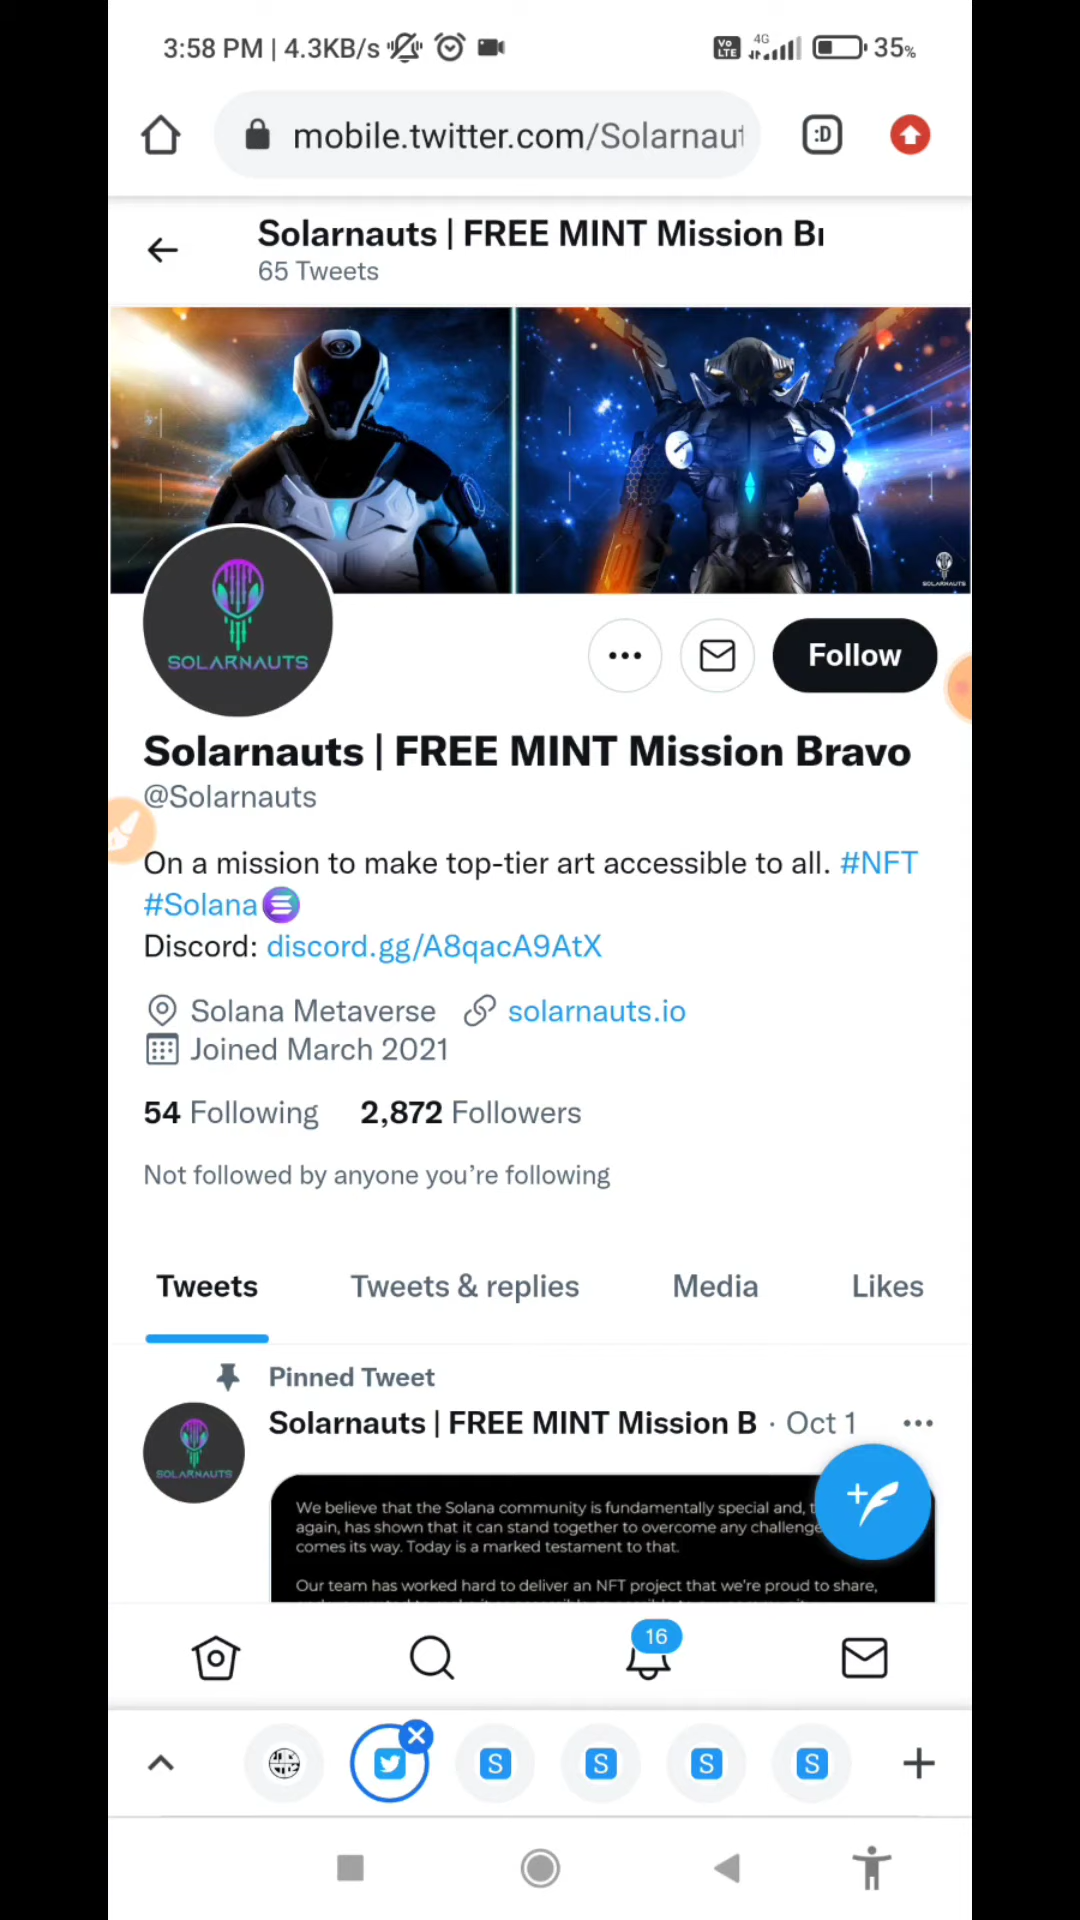 3:58 PM | 4.3KB/s
Vo LTE 4G 35%
mobile.twitter.com/Solarnaut
:D
Solarnauts | FREE MINT Mission Br
65 Tweets
SOLARNAUTS
SOLARNAUTS
Follow
Solarnauts | FREE MINT Mission Bravo
@Solarnauts
On a mission to make top-tier art accessible to all. #NFT
#Solana
Discord: discord.gg/A8qacA9AtX
Solana Metaverse solarnauts.io
Joined March 2021
54 Following 2,872 Followers
Not followed by anyone you’re following
Tweets Tweets & replies Media Likes
Pinned Tweet
Solarnauts | FREE MINT Mission B · Oct 1
SOLARNAUTS
We believe that the Solana community is fundamentally special and, t
again, has shown that it can stand together to overcome any challenge
comes its way. Today is a marked testament to that.
Our team has worked hard to deliver an NFT project that we’re proud to share,
16
S S S S